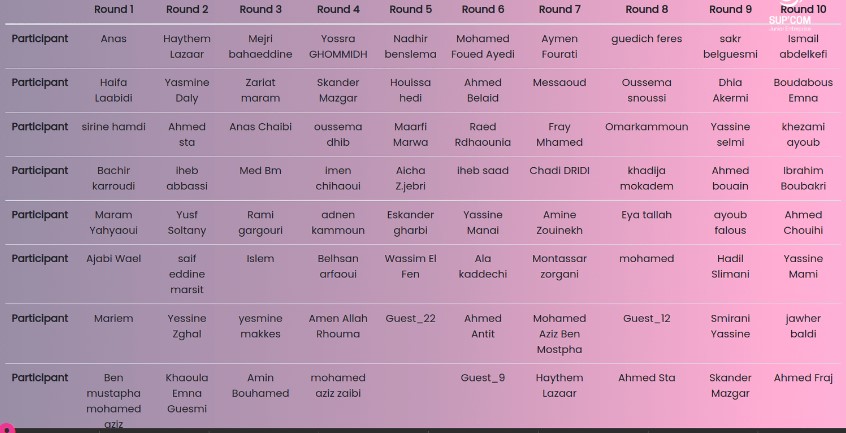 Round 1 Round 2 Round 3 Round 4 Round 5 Round 6 Round 7 Round 8 Round 9 Round 10
SUP'COM
Junior Entreprise
Participant Anas Haythem Mejri Yossra Nadhir Mohamed Aymen guedich feres sakr Ismail
Lazaar bahaeddine GHOMMIDH benslema Foued Ayedi Fourati belguesmi abdelkefi
Participant Haifa Yasmine Zariat Skander Houissa Ahmed Messaoud Oussema Dhia Boudabous
Laabidi Daly maram Mazgar hedi Belaid snoussi Akermi Emna
Participant sirine hamdi Ahmed Anas Chaibi oussema Maarfi Raed Fray Omarkammoun Yassine khezami
sta dhib Marwa Rdhaounia Mhamed selmi ayoub
Participant Bachir iheb Med Bm imen Aicha iheb saad Chadi DRIDI khadija Ahmed Ibrahim
karroudi abbassi chihaoui Z.jebri mokadem bouain Boubakri
Participant Maram Yusf Rami adnen Eskander Yassine Amine Eya tallah ayoub Ahmed
Yahyaoui Soltany gargouri kammoun gharbi Manai Zouinekh falous Chouihi
Participant Ajabi Wael saif Islem Belhsan Wassim El Ala Montassar mohamed Hadil Yassine
eddine arfaoui Fen kaddechi zorgani Slimani Mami
marsit
Participant Mariem Yessine yesmine Amen Allah Guest_22 Ahmed Mohamed Guest_12 Smirani jawher
Zghal makkes Rhouma Antit Aziz Ben Yassine baldi
Mostpha
Participant Ben Khaoula Amin mohamed Guest_9 Haythem Ahmed Sta Skander Ahmed Fraj
mustapha Emna Bouhamed aziz zaibi Lazaar Mazgar
mohamed Guesmi
aziz